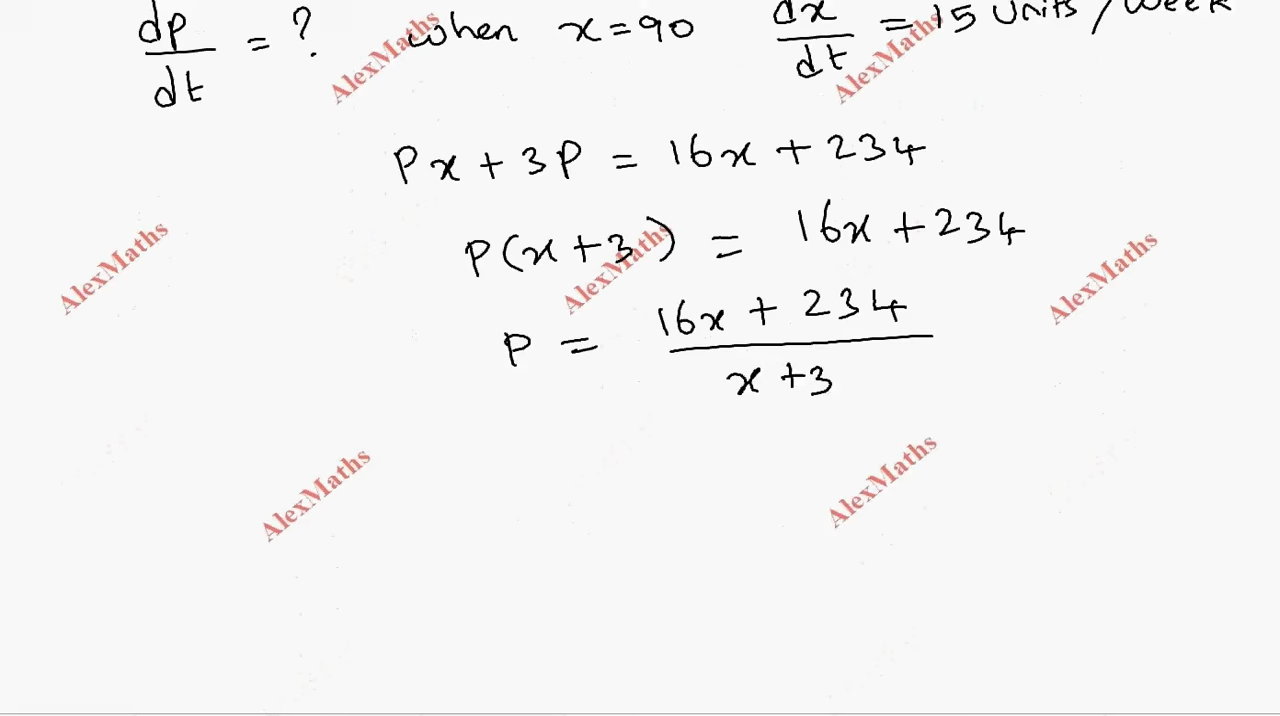 dp/dt = ? when x=90 dx/dt = 15 Units / Week
Px + 3P = 16x + 234
P(x+3) = 16x + 234
P = (16x + 234)/(x+3)
AlexMaths
AlexMaths
AlexMaths
AlexMaths
AlexMaths
AlexMaths
AlexMaths